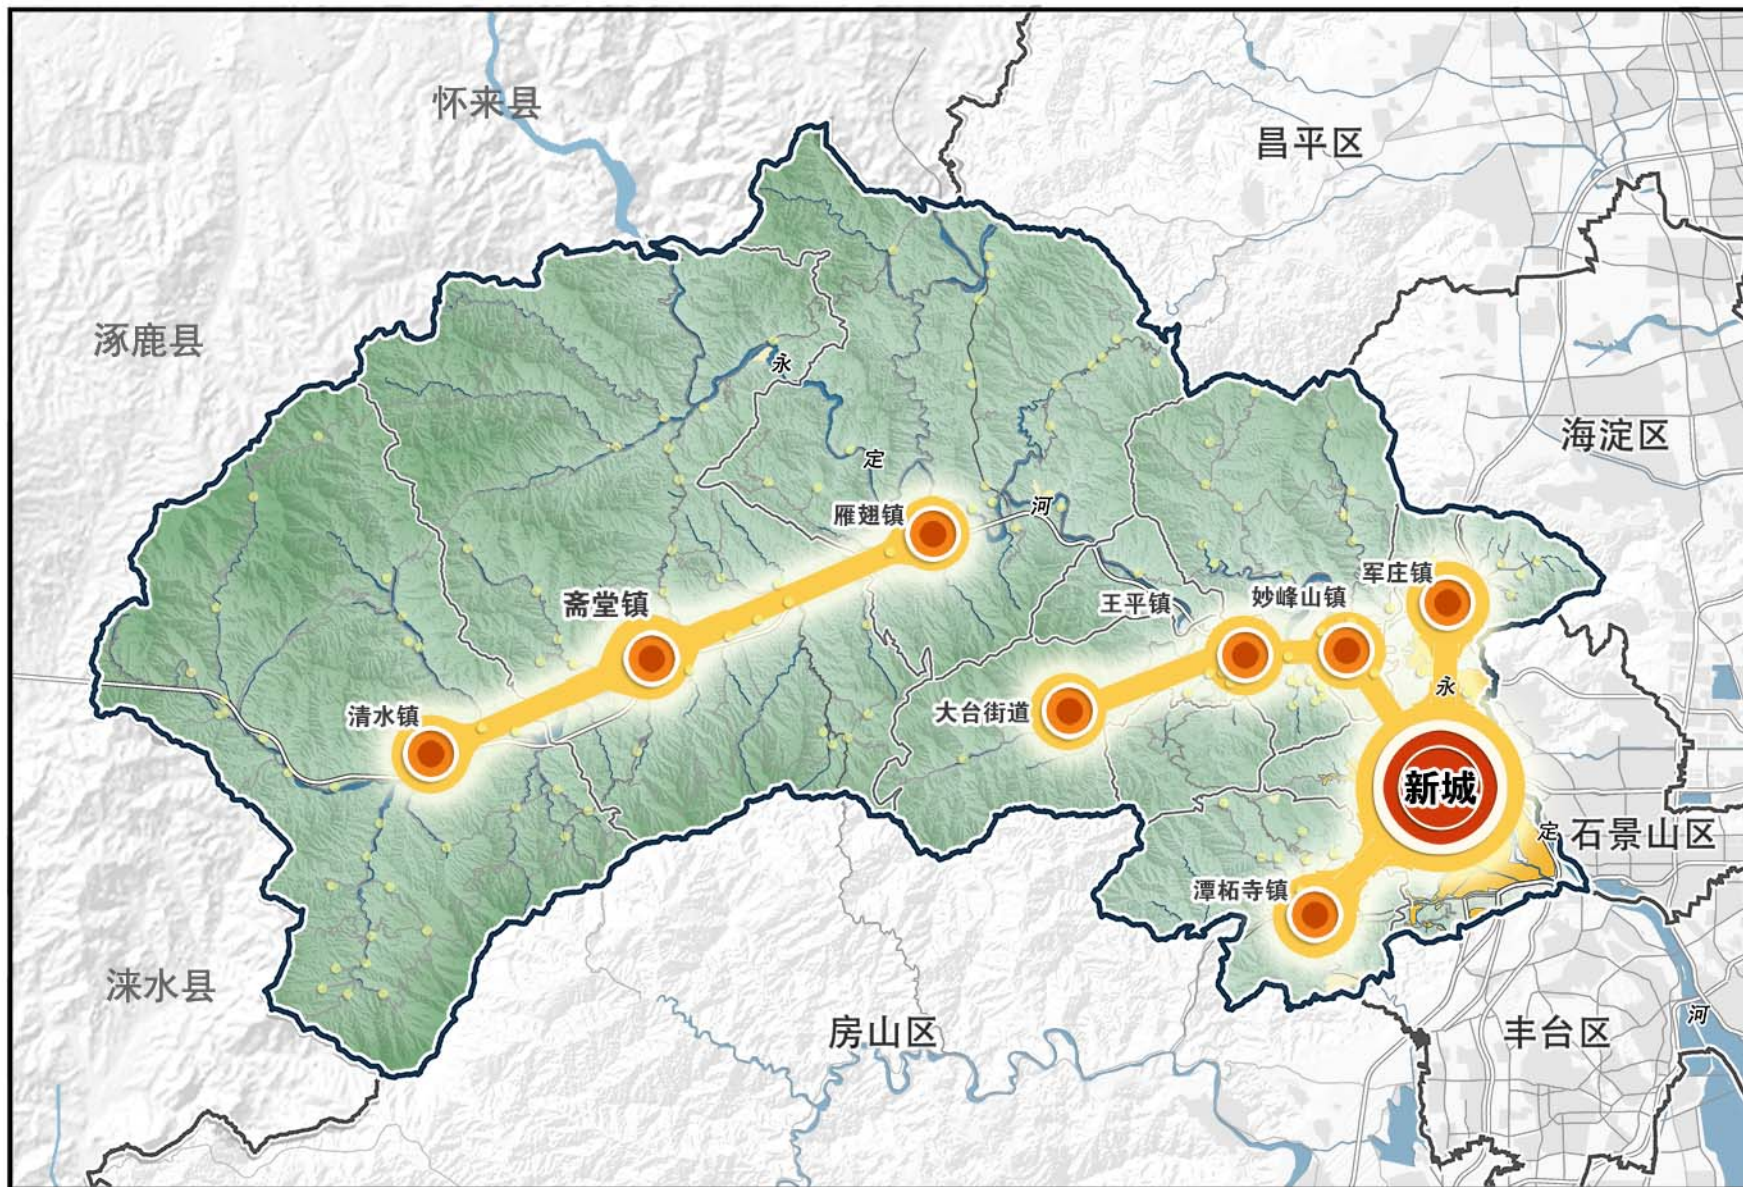 怀来县
昌平区
涿鹿县
永
海淀区
定
河
雁翅镇
军庄镇
斋堂镇
王平镇
妙峰山镇
永
清水镇
大台街道
新城
定
石景山区
潭柘寺镇
涞水县
河
房山区
丰台区